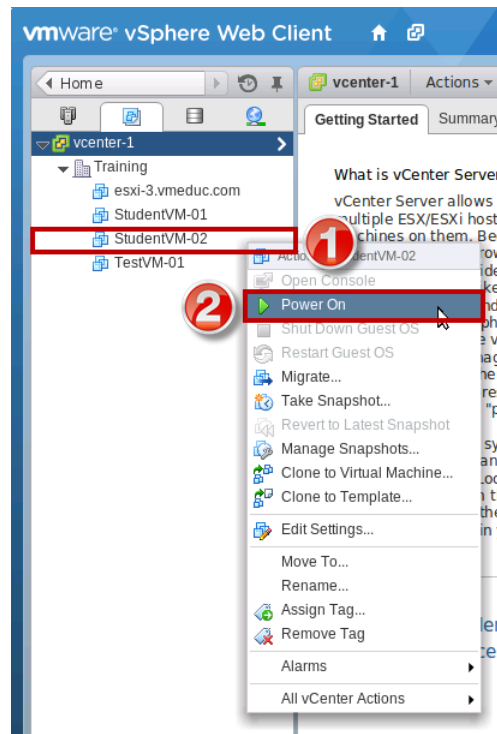 vmware® vSphere Web Client
Home
vcenter-1 Actions
Getting Started Summary
vcenter-1
Training
esxi-3.vmeduc.com
StudentVM-01
StudentVM-02
TestVM-01
What is vCenter Server
vCenter Server allows
multiple ESX/ESXi host
on them. Be
1
2
StudentVM-02
Open Console
Power On
Shut Down Guest OS
Restart Guest OS
Migrate...
Take Snapshot...
Revert to Latest Snapshot
Manage Snapshots...
Clone to Virtual Machine...
Clone to Template...
Edit Settings...
Move To...
Rename...
Assign Tag...
Remove Tag
Alarms
All vCenter Actions